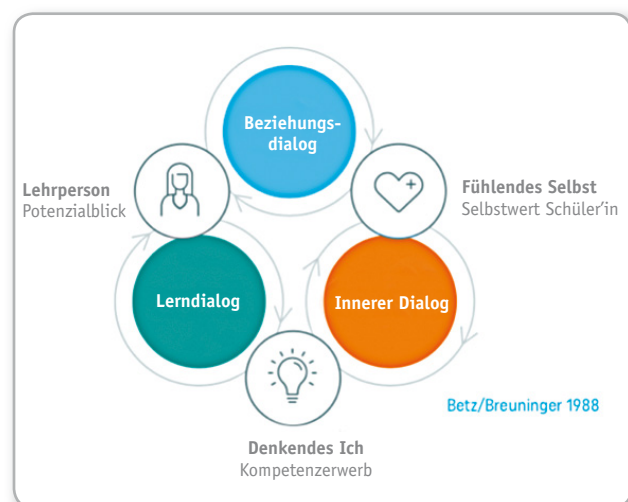 Beziehungs-
dialog
Lehrperson
Potenzialblick
Fühlendes Selbst
Selbstwert Schüler'in
Lerndialog
Innerer Dialog
Betz/Breuninger 1988
Denkendes Ich
Kompetenzerwerb